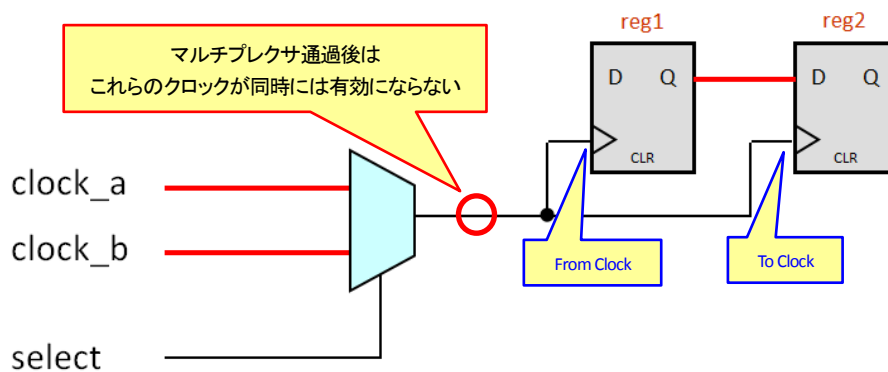 マルチプレクサ通過後は
これらのクロックが同時には有効にならない
reg1
reg2
D Q
D Q
CLR
CLR
clock_a
clock_b
select
From Clock
To Clock